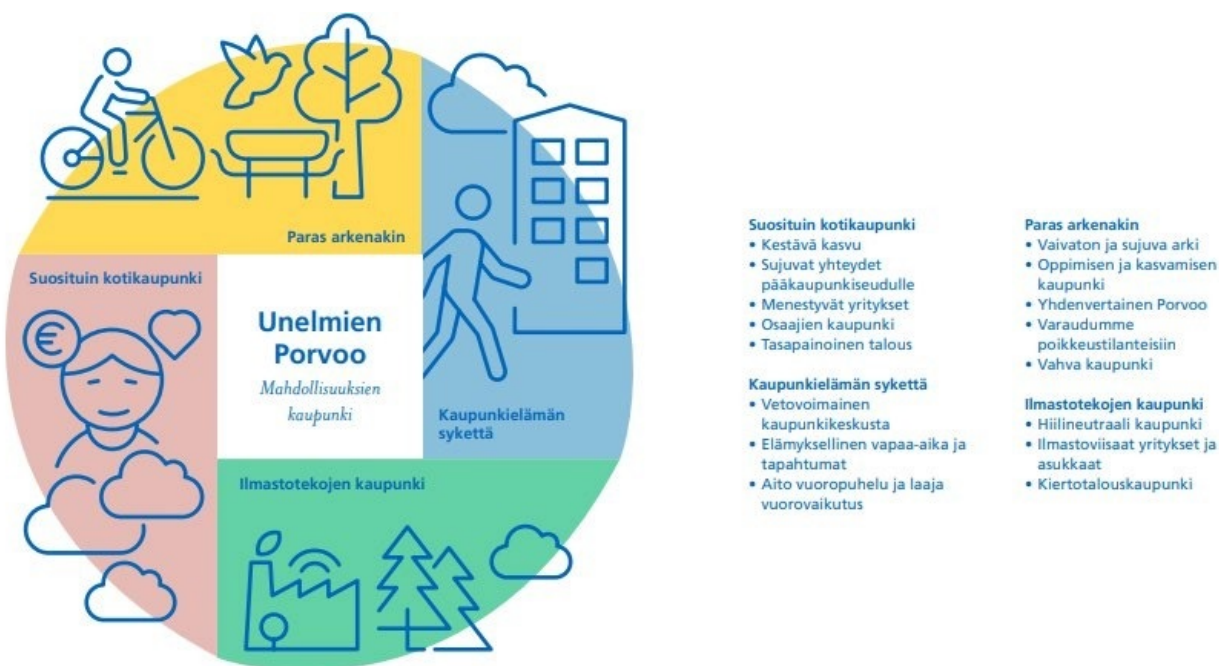 Paras arkenakin
Suosituin kotikaupunki
Unelmien
Porvoo
Mahdollisuuksien
kaupunki
Kaupunkielämän
sykettä
Ilmastotekojen kaupunki
€
Suosituin kotikaupunki
• Kestävä kasvu
• Sujuvat yhteydet
pääkaupunkiseudulle
• Menestyvät yritykset
• Osaajien kaupunki
• Tasapainoinen talous
Kaupunkielämän sykettä
• Vetovoimainen
kaupunkikeskusta
• Elämyksellinen vapaa-aika ja
tapahtumat
• Aito vuoropuhelu ja laaja
vuorovaikutus
Paras arkenakin
• Vaivaton ja sujuva arki
• Oppimisen ja kasvamisen
kaupunki
• Yhdenvertainen Porvoo
• Varaudumme
poikkeustilanteisiin
• Vahva kaupunki
Ilmastotekojen kaupunki
• Hiilineutraali kaupunki
• Ilmastoviisaat yritykset ja
asukkaat
• Kiertotalouskaupunki